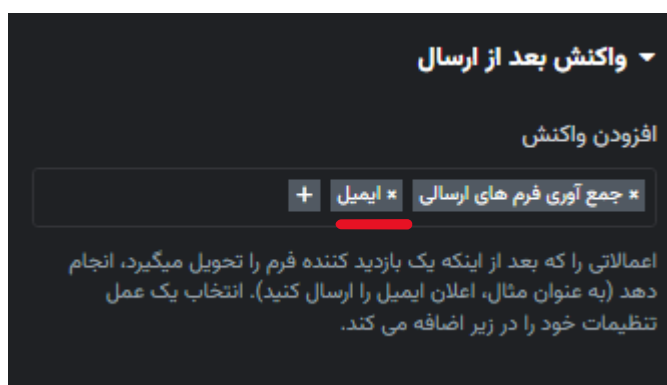 واکنش بعد از ارسال
افزودن واکنش
× جمع آوری فرم های ارسالی × ایمیل +
اعمالاتی را که بعد از اینکه یک بازدید کننده فرم را تحویل میگیرد، انجام
دهد (به عنوان مثال، اعلان ایمیل را ارسال کنید). انتخاب یک عمل
تنظیمات خود را در زیر اضافه می کند.